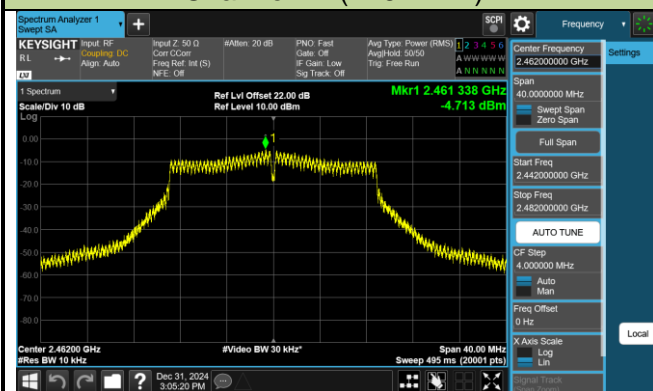 Spectrum Analyzer 1
Swept SA
+
SCPI
Frequency
KEYSIGHT
RL
LNI
Input: RF
Coupling: DC
Align: Auto
Input Z: 50 Ω
Corr CCorr
Freq Ref: Int (S)
NFE: Off
#Atten: 20 dB
PNO: Fast
Gate: Off
IF Gain: Low
Sig Track: Off
Avg Type: Power (RMS)
Avg|Hold: 50/50
Trig: Free Run
1 2 3 4 5 6
A W W W W W
A N N N N N
Center Frequency
2.462000000 GHz
Settings
Span
40.0000000 MHz
Swept Span
Zero Span
Full Span
Start Freq
2.442000000 GHz
Stop Freq
2.482000000 GHz
AUTO TUNE
CF Step
4.000000 MHz
Auto
Man
Freq Offset
0 Hz
X Axis Scale
Log
Lin
Signal Track
Local
1 Spectrum
Scale/Div 10 dB
Log
Ref Lvl Offset 22.00 dB
Ref Level 10.00 dBm
Mkr1 2.461 338 GHz
-4.713 dBm
1
0.00
-10.0
-20.0
-30.0
-40.0
-50.0
-60.0
-70.0
-80.0
Center 2.46200 GHz
#Res BW 10 kHz
#Video BW 30 kHz*
Span 40.00 MHz
Sweep 495 ms (20001 pts)
?
Dec 31, 2024
3:05:20 PM